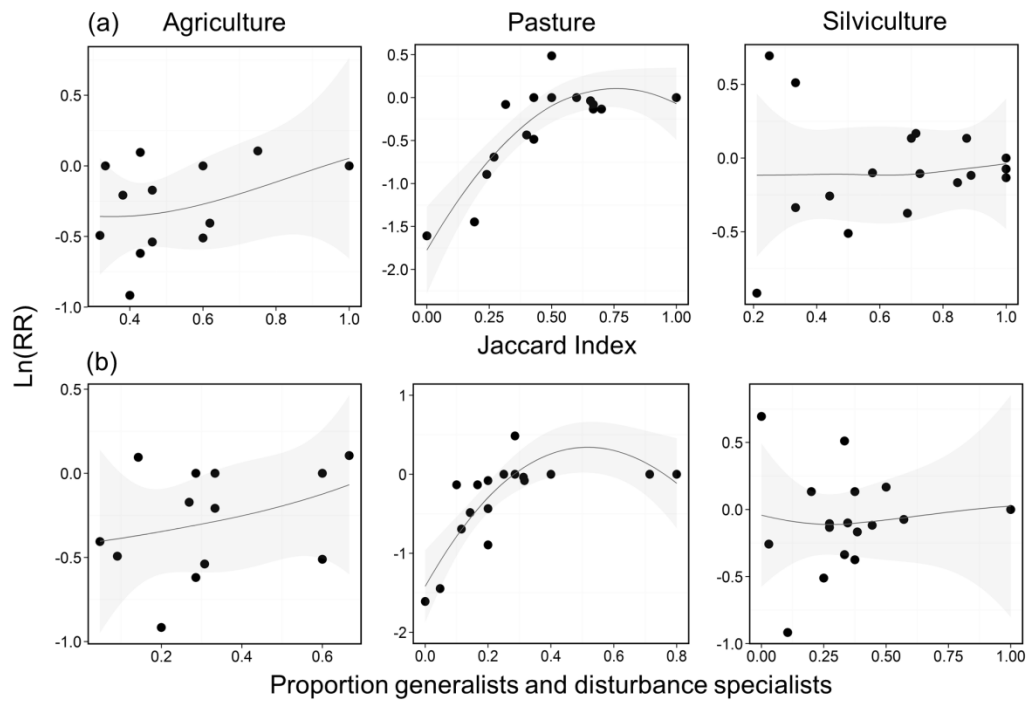 (a) Agriculture Pasture Silviculture
0.5
0.0
-0.5
-1.0
0.4 0.6 0.8 1.0
0.5
0.0
-0.5
-1.0
-1.5
-2.0
0.00 0.25 0.50 0.75 1.00
0.5
0.0
-0.5
0.2 0.4 0.6 0.8 1.0
Jaccard Index
Ln(RR)
(b)
0.5
0.0
-0.5
-1.0
0.2 0.4 0.6
1
0
-1
-2
0.0 0.2 0.4 0.6 0.8
0.5
0.0
-0.5
-1.0
0.00 0.25 0.50 0.75 1.00
Proportion generalists and disturbance specialists